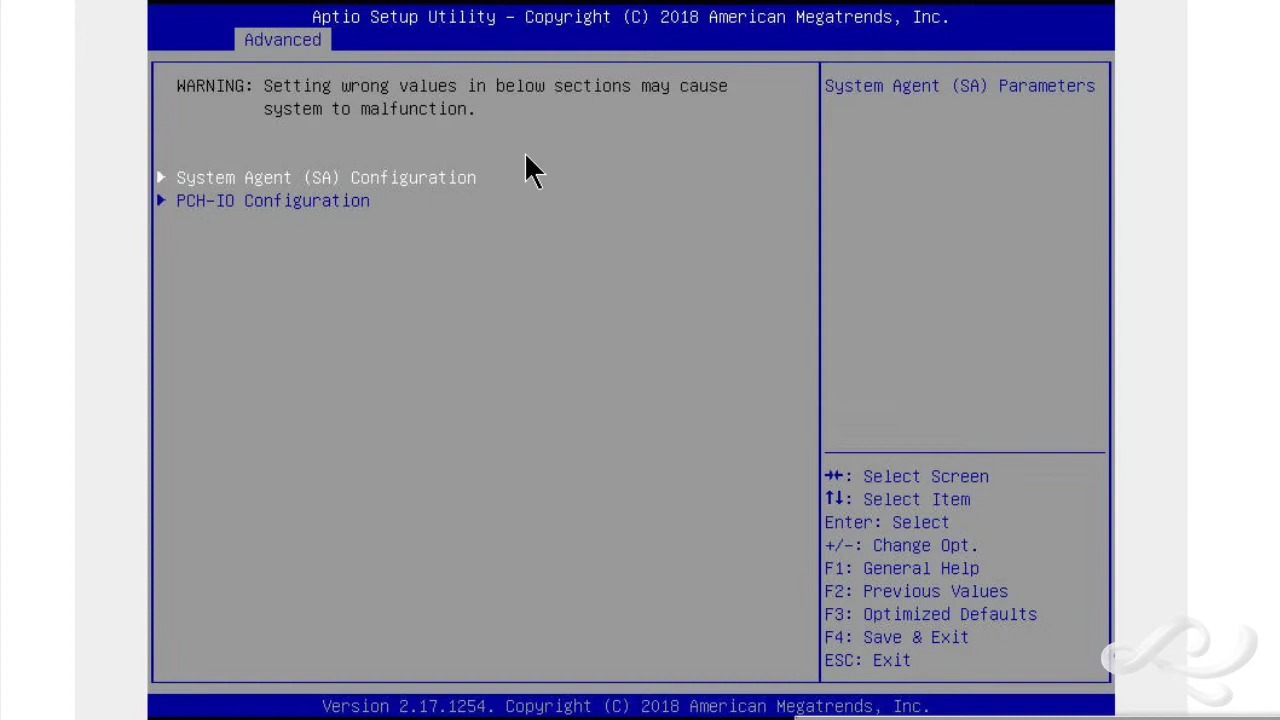 Aptio Setup Utility – Copyright (C) 2018 American Megatrends, Inc.
Advanced
WARNING: Setting wrong values in below sections may cause
system to malfunction.
System Agent (SA) Configuration
PCH-IO Configuration
System Agent (SA) Parameters
→←: Select Screen
↑↓: Select Item
Enter: Select
+/-: Change Opt.
F1: General Help
F2: Previous Values
F3: Optimized Defaults
F4: Save & Exit
ESC: Exit
Version 2.17.1254. Copyright (C) 2018 American Megatrends, Inc.